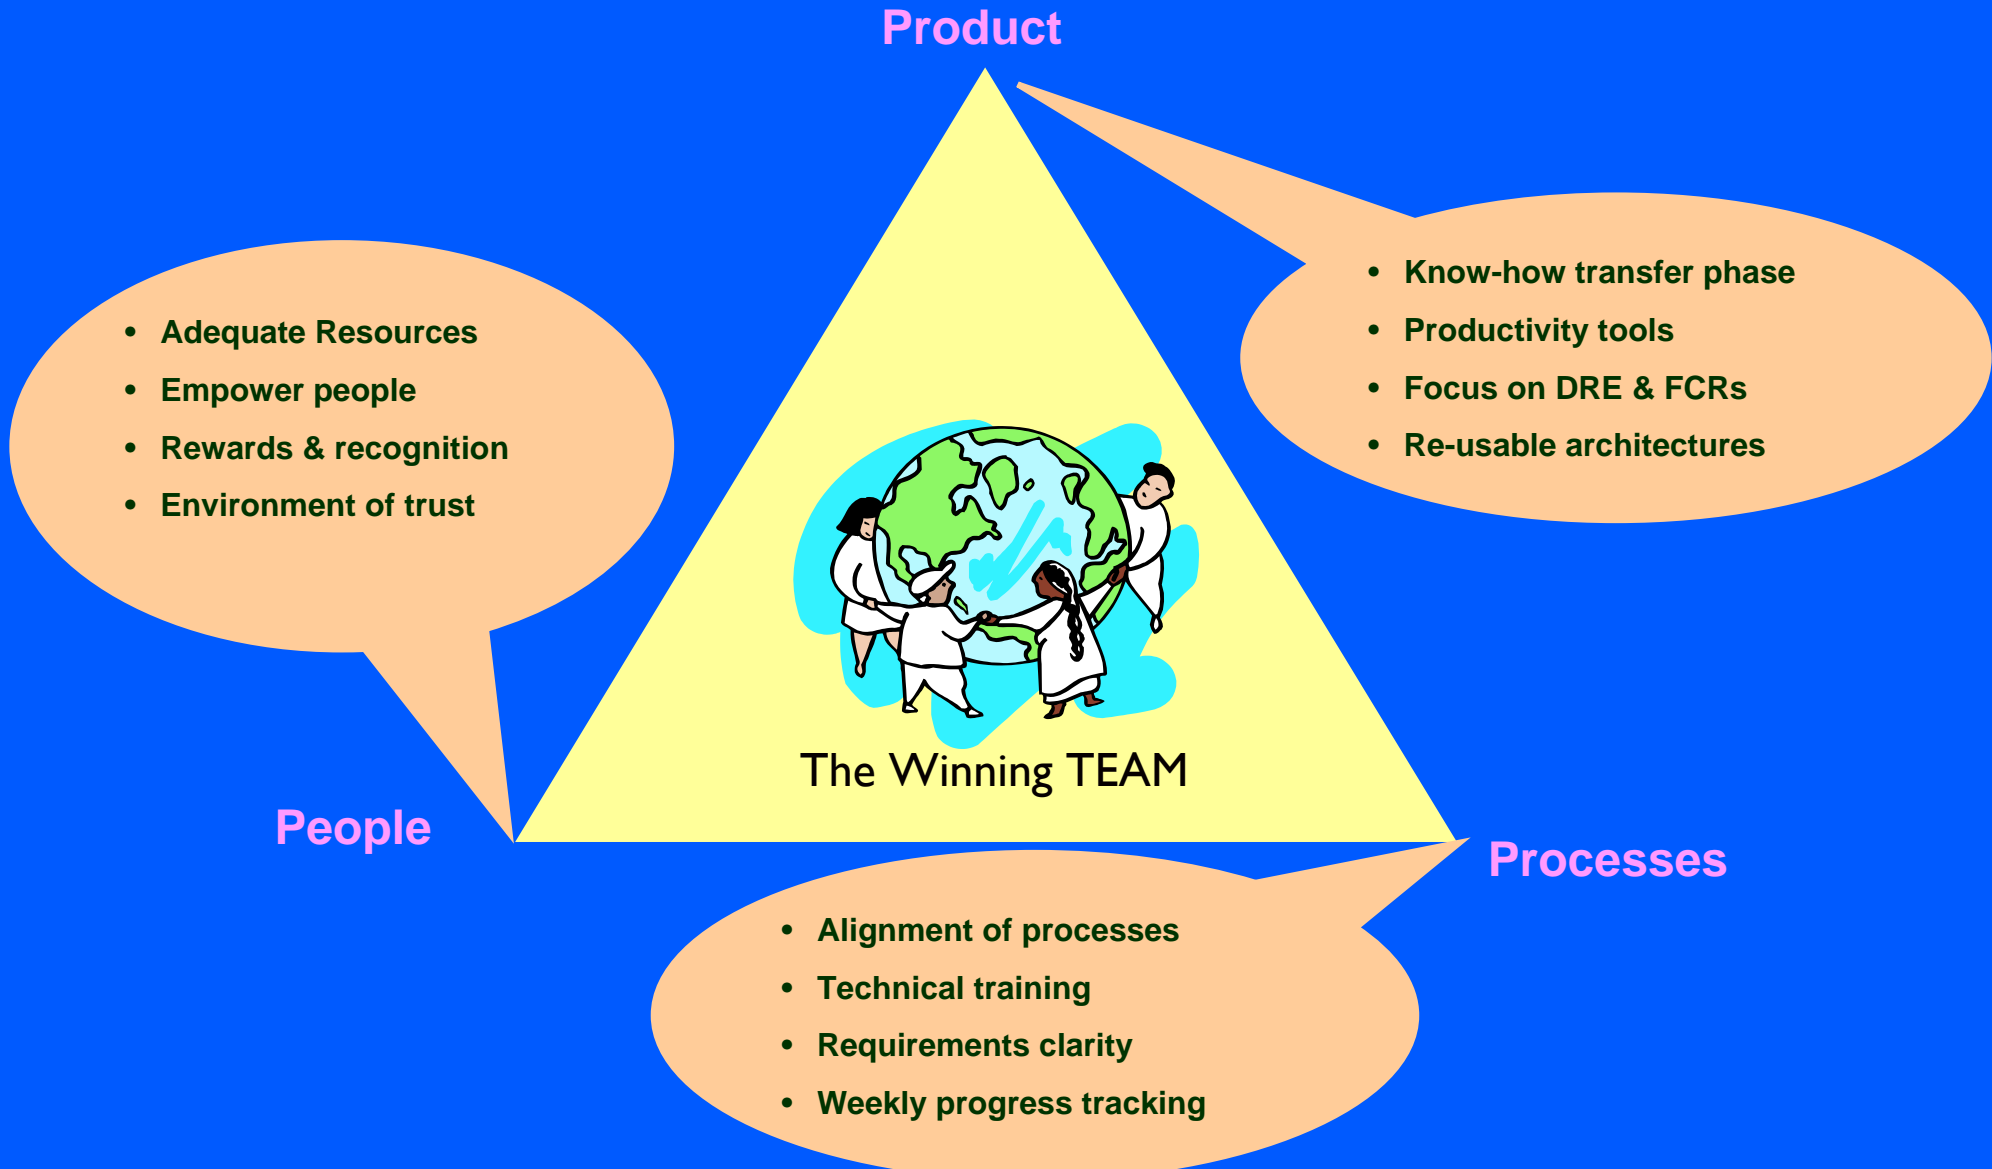 Product
• Know-how transfer phase
• Productivity tools
• Focus on DRE & FCRs
• Re-usable architectures
• Adequate Resources
• Empower people
• Rewards & recognition
• Environment of trust
The Winning TEAM
People
Processes
• Alignment of processes
• Technical training
• Requirements clarity
• Weekly progress tracking